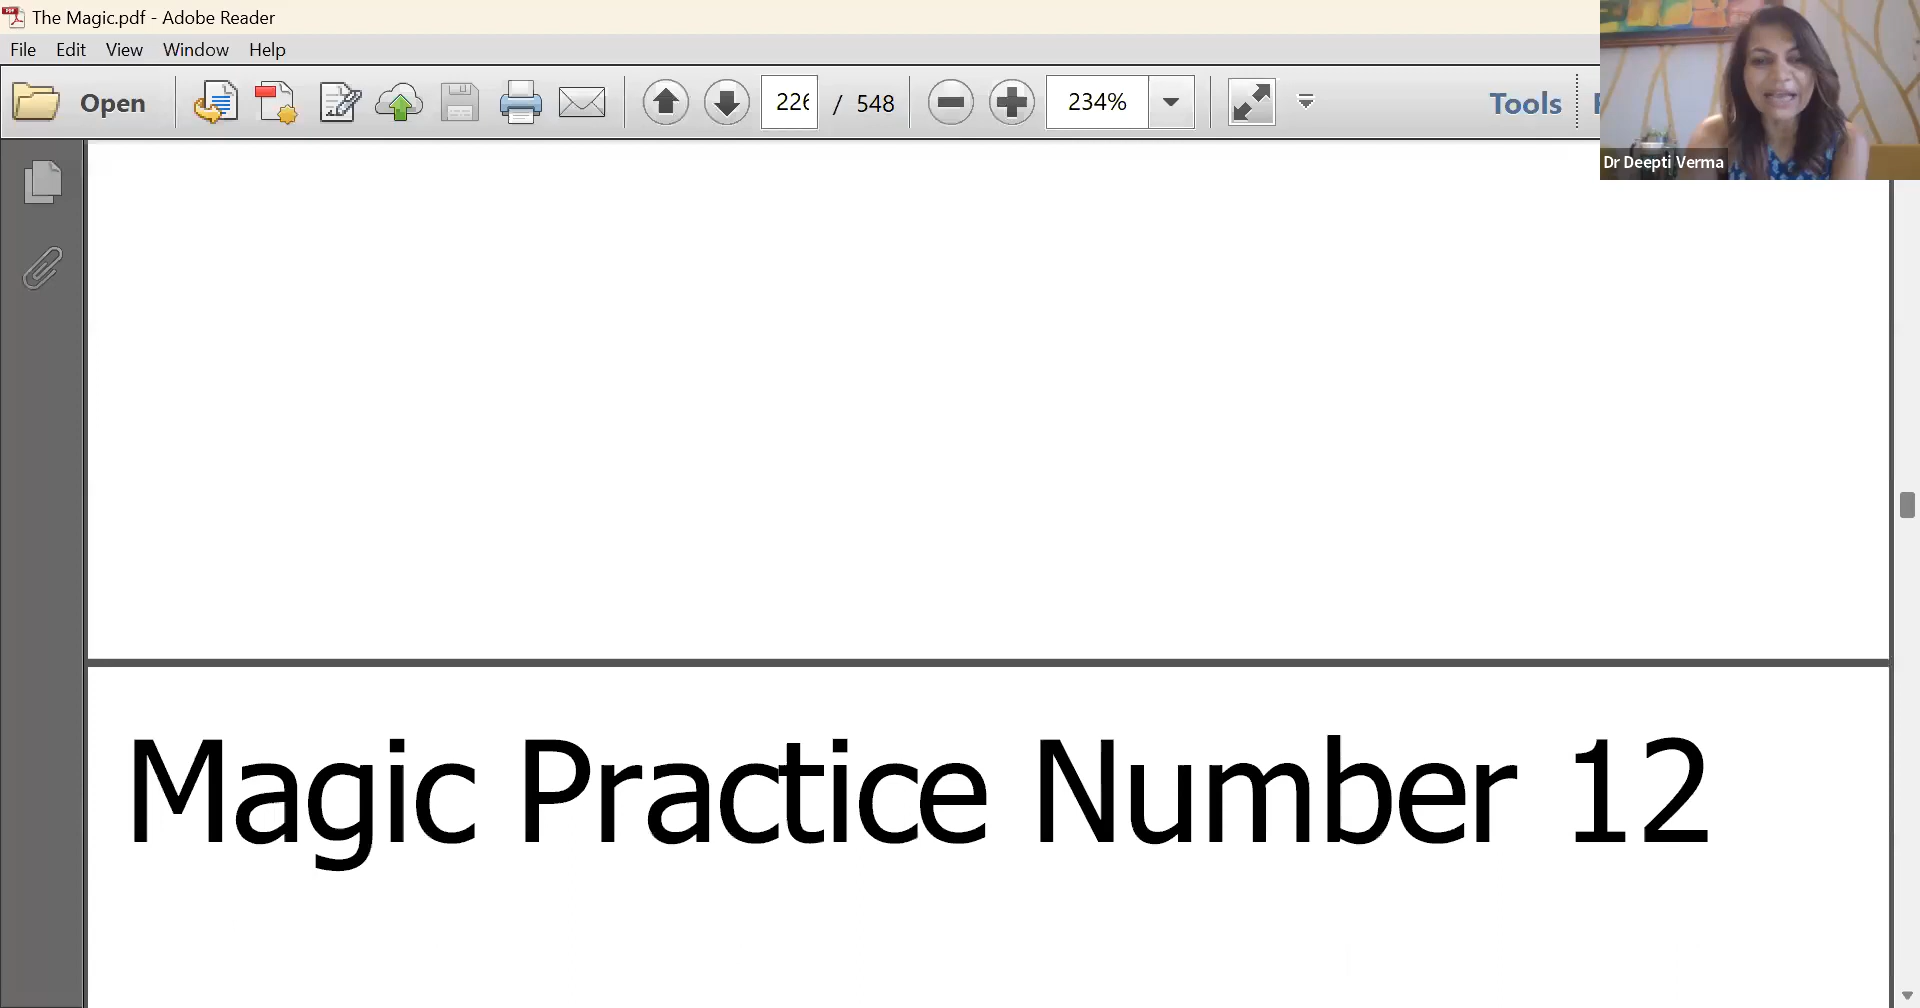 The Magic.pdf - Adobe Reader
File Edit View Window Help
Open 226 / 548 234% Tools
Dr Deepti Verma
Magic Practice Number 12